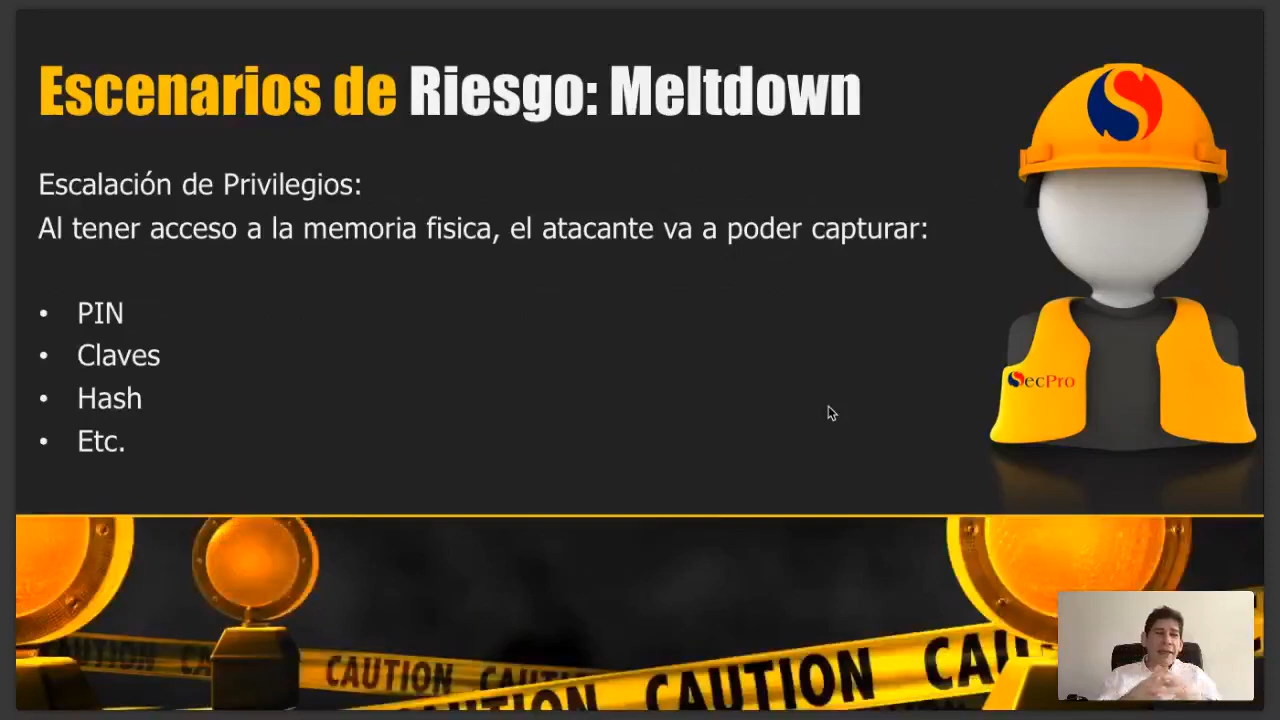 Escenarios de Riesgo: Meltdown
Escalación de Privilegios:
Al tener acceso a la memoria fisica, el atacante va a poder capturar:
• PIN
• Claves
• Hash
• Etc.
SecPro
CAUTION CAUTION
CAUTION